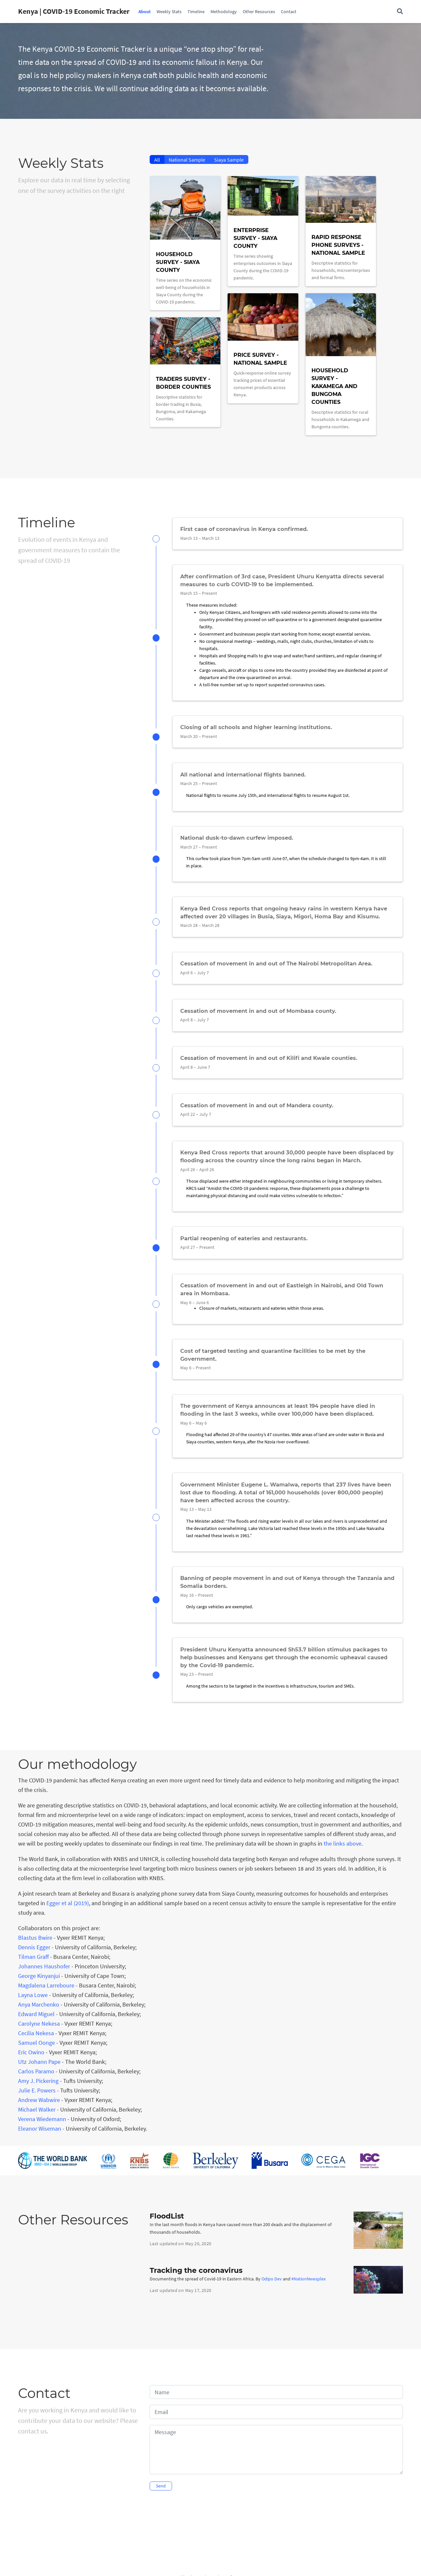 Kenya | COVID-19 Economic Tracker
About Weekly Stats Timeline Methodology Other Resources Contact
The Kenya COVID-19 Economic Tracker is a unique “one stop shop” for real-
time data on the spread of COVID-19 and its economic fallout in Kenya. Our
goal is to help policy makers in Kenya craft both public health and economic
responses to the crisis. We will continue adding data as it becomes available.
Weekly Stats
Explore our data in real time by selecting
one of the survey activities on the right
All National Sample Siaya Sample
HOUSEHOLD
SURVEY - SIAYA
COUNTY
Time series on the economic
well-being of households in
Siaya County during the
COVID-19 pandemic.
ENTERPRISE
SURVEY - SIAYA
COUNTY
Time series showing
enterprises outcomes in Siaya
County during the COVID-19
pandemic.
RAPID RESPONSE
PHONE SURVEYS -
NATIONAL SAMPLE
Descriptive statistics for
households, microenterprises
and formal firms.
TRADERS SURVEY -
BORDER COUNTIES
Descriptive statistics for
border trading in Busia,
Bungoma, and Kakamega
Counties.
PRICE SURVEY -
NATIONAL SAMPLE
Quick-response online survey
tracking prices of essential
consumer products across
Kenya.
HOUSEHOLD
SURVEY -
KAKAMEGA AND
BUNGOMA
COUNTIES
Descriptive statistics for rural
households in Kakamega and
Bungoma counties.
Timeline
Evolution of events in Kenya and
government measures to contain the
spread of COVID-19
First case of coronavirus in Kenya confirmed.
March 13 – March 13
After confirmation of 3rd case, President Uhuru Kenyatta directs several
measures to curb COVID-19 to be implemented.
March 15 – Present
These measures included:
Only Kenyan Citizens, and foreigners with valid residence permits allowed to come into the
country provided they proceed on self-quarantine or to a government designated quarantine
facility.
Government and businesses people start working from home; except essential services.
No congressional meetings – weddings, malls, night clubs, churches, limitation of visits to
hospitals.
Hospitals and Shopping malls to give soap and water/hand sanitizers, and regular cleaning of
facilities.
Cargo vessels, aircraft or ships to come into the country provided they are disinfected at point of
departure and the crew quarantined on arrival.
A toll-free number set up to report suspected coronavirus cases.
Closing of all schools and higher learning institutions.
March 20 – Present
All national and international flights banned.
March 25 – Present
National flights to resume July 15th, and international flights to resume August 1st.
National dusk-to-dawn curfew imposed.
March 27 – Present
This curfew took place from 7pm-5am until June 07, when the schedule changed to 9pm-4am. It is still
in place.
Kenya Red Cross reports that ongoing heavy rains in western Kenya have
affected over 20 villages in Busia, Siaya, Migori, Homa Bay and Kisumu.
March 28 – March 28
Cessation of movement in and out of The Nairobi Metropolitan Area.
April 6 – July 7
Cessation of movement in and out of Mombasa county.
April 8 – July 7
Cessation of movement in and out of Kilifi and Kwale counties.
April 8 – June 7
Cessation of movement in and out of Mandera county.
April 22 – July 7
Kenya Red Cross reports that around 30,000 people have been displaced by
flooding across the country since the long rains began in March.
April 26 – April 26
Those displaced were either integrated in neighbouring communities or living in temporary shelters.
KRCS said “Amidst the COVID-19 pandemic response, these displacements pose a challenge to
maintaining physical distancing and could make victims vulnerable to infection.”
Partial reopening of eateries and restaurants.
April 27 – Present
Cessation of movement in and out of Eastleigh in Nairobi, and Old Town
area in Mombasa.
May 6 – June 6
Closure of markets, restaurants and eateries within those areas.
Cost of targeted testing and quarantine facilities to be met by the
Government.
May 6 – Present
The government of Kenya announces at least 194 people have died in
flooding in the last 3 weeks, while over 100,000 have been displaced.
May 6 – May 6
Flooding had affected 29 of the country’s 47 counties. Wide areas of land are under water in Busia and
Siaya counties, western Kenya, after the Nzoia river overflowed.
Government Minister Eugene L. Wamalwa, reports that 237 lives have been
lost due to flooding. A total of 161,000 households (over 800,000 people)
have been affected across the country.
May 13 – May 13
The Minister added: “The floods and rising water levels in all our lakes and rivers is unprecedented and
the devastation overwhelming. Lake Victoria last reached these levels in the 1950s and Lake Naivasha
last reached these levels in 1961.”
Banning of people movement in and out of Kenya through the Tanzania and
Somalia borders.
May 16 – Present
Only cargo vehicles are exempted.
President Uhuru Kenyatta announced Sh53.7 billion stimulus packages to
help businesses and Kenyans get through the economic upheaval caused
by the Covid-19 pandemic.
May 23 – Present
Among the sectors to be targeted in the incentives is infrastructure, tourism and SMEs.
Our methodology
The COVID-19 pandemic has affected Kenya creating an even more urgent need for timely data and evidence to help monitoring and mitigating the impact
of the crisis.
We are generating descriptive statistics on COVID-19, behavioral adaptations, and local economic activity. We are collecting information at the household,
formal firm and microenterprise level on a wide range of indicators: impact on employment, access to services, travel and recent contacts, knowledge of
COVID-19 mitigation measures, mental well-being and food security. As the epidemic unfolds, news consumption, trust in government and authorities, and
social cohesion may also be affected. All of these data are being collected through phone surveys in representative samples of different study areas, and
we will be posting weekly updates to disseminate our findings in real time. The preliminary data will be shown in graphs in the links above.
The World Bank, in collaboration with KNBS and UNHCR, is collecting household data targeting both Kenyan and refugee adults through phone surveys. It
is also collecting data at the microenterprise level targeting both micro business owners or job seekers between 18 and 35 years old. In addition, it is
collecting data at the firm level in collaboration with KNBS.
A joint research team at Berkeley and Busara is analyzing phone survey data from Siaya County, measuring outcomes for households and enterprises
targeted in Egger et al (2019), and bringing in an additional sample based on a recent census activity to ensure the sample is representative for the entire
study area.
Collaborators on this project are:
Blastus Bwire - Vyxer REMIT Kenya;
Dennis Egger - University of California, Berkeley;
Tilman Graff - Busara Center, Nairobi;
Johannes Haushofer - Princeton University;
George Kinyanjui - University of Cape Town;
Magdalena Larreboure - Busara Center, Nairobi;
Layna Lowe - University of California, Berkeley;
Anya Marchenko - University of California, Berkeley;
Edward Miguel - University of California, Berkeley;
Carolyne Nekesa - Vyxer REMIT Kenya;
Cecilia Nekesa - Vyxer REMIT Kenya;
Samuel Oonge - Vyxer REMIT Kenya;
Eric Owino - Vyxer REMIT Kenya;
Utz Johann Pape - The World Bank;
Carlos Paramo - University of California, Berkeley;
Amy J. Pickering - Tufts University;
Julie E. Powers - Tufts University;
Andrew Wabwire - Vyxer REMIT Kenya;
Michael Walker - University of California, Berkeley;
Verena Wiedemann - University of Oxford;
Eleanor Wiseman - University of California, Berkeley.
THE WORLD BANK
UNHCR
KNBS
Berkeley
UNIVERSITY OF CALIFORNIA
Busara
CEGA
IGC
Other Resources
FloodList
In the last month floods in Kenya have caused more than 200 deads and the displacement of
thousands of households.
Last updated on May 20, 2020
Tracking the coronavirus
Documenting the spread of Covid-19 in Eastern Africa. By Odipo Dev and #NationNewsplex
Last updated on May 17, 2020
Contact
Are you working in Kenya and would like to
contribute your data to our website? Please
contact us.
Name
Email
Message
Send